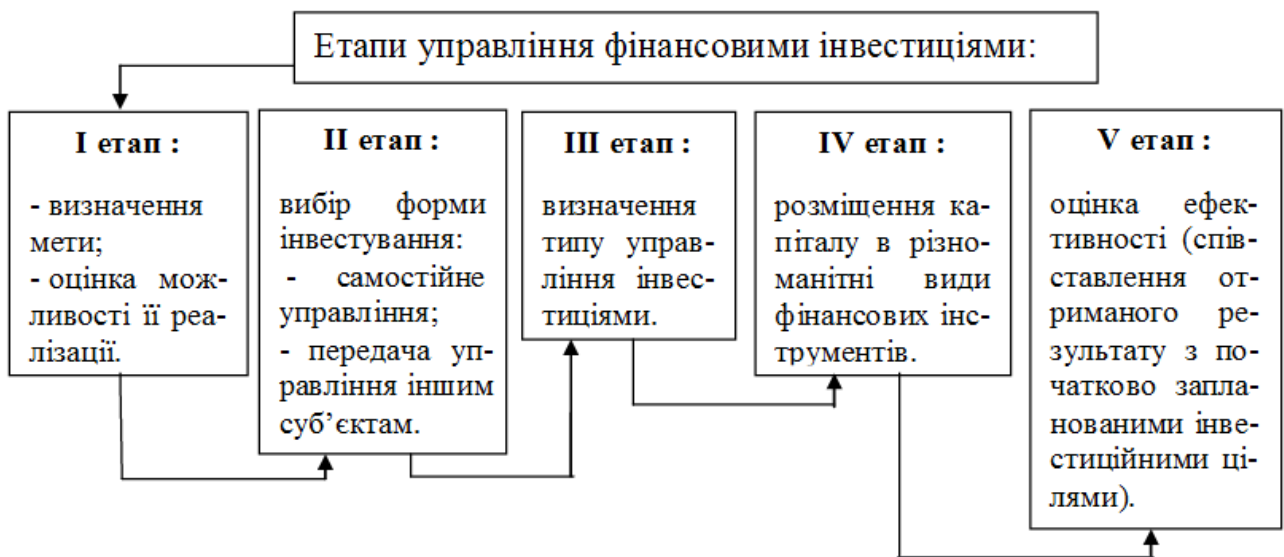 Етапи управління фінансовими інвестиціями:
І етап :
- визначення
мети;
- оцінка мож-
ливості її реа-
лізації.
ІІ етап :
вибір форми
інвестування:
- самостійне
управління;
- передача уп-
равління іншим
суб’єктам.
ІІІ етап :
визначення
типу управ-
ління інвес-
тиціями.
IV етап :
розміщення ка-
піталу в різно-
манітні види
фінансових інс-
трументів.
V етап :
оцінка ефек-
тивності (співс-
тавлення от-
риманого ре-
зультату з по-
чатково запла-
нованими інве-
стиційними ці-
лями).